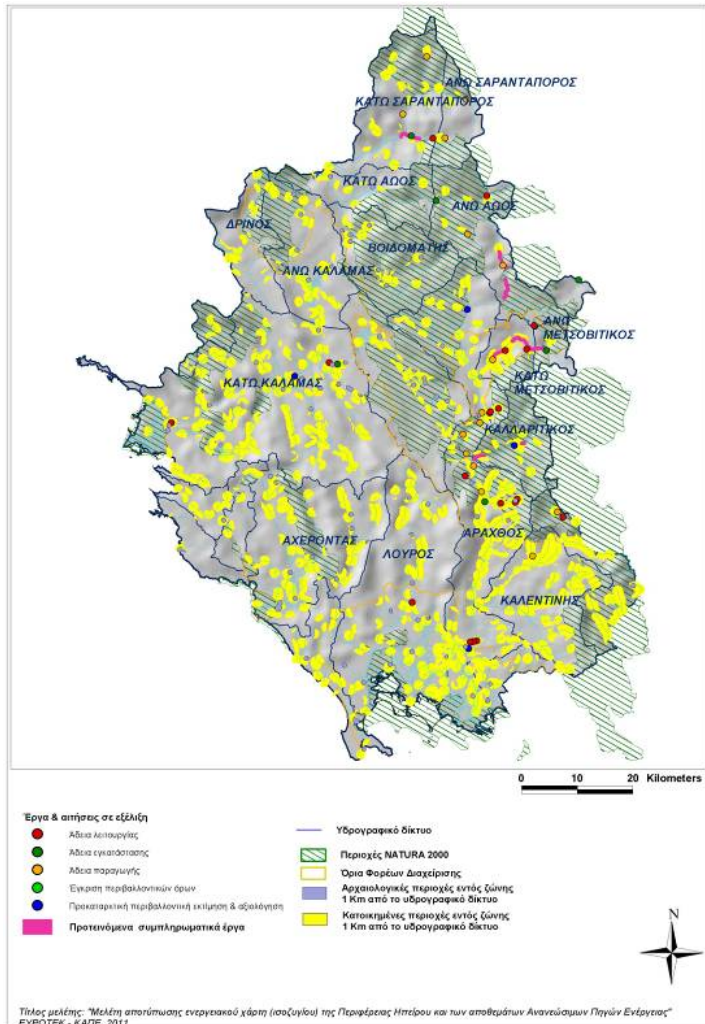 ΑΝΩ ΣΑΡΑΝΤΑΠΟΡΟΣ
ΚΑΤΩ ΣΑΡΑΝΤΑΠΟΡΟΣ
ΚΑΤΩ ΑΩΟΣ
ΑΝΩ ΑΩΟΣ
ΔΡΙΝΟΣ
ΒΟΙΔΟΜΑΤΗΣ
ΑΝΩ ΚΑΛΑΜΑΣ
ΑΝΩ
ΜΕΤΣΟΒΙΤΙΚΟΣ
ΚΑΤΩ ΚΑΛΑΜΑΣ
ΚΑΤΩ
ΜΕΤΣΟΒΙΤΙΚΟΣ
ΚΑΛΛΑΡΙΤΙΚΟΣ
ΑΧΕΡΟΝΤΑΣ
ΛΟΥΡΟΣ
ΑΡΑΧΘΟΣ
ΚΑΛΕΝΤΙΝΗΣ
0 10 20 Kilometers
Έργα & αιτήσεις σε εξέλιξη
Άδεια λειτουργίας
Άδεια εγκατάστασης
Άδεια παραγωγής
Έγκριση περιβαλλοντικών όρων
Προκαταρκτική περιβαλλοντική εκτίμηση & αξιολόγηση
Προτεινόμενα συμπληρωματικά έργα
Υδρογραφικό δίκτυο
Περιοχές NATURA 2000
Όρια Φορέων Διαχείρισης
Αρχαιολογικές περιοχές εντός ζώνης
1 Km από το υδρογραφικό δίκτυο
Κατοικημένες περιοχές εντός ζώνης
1 Km από το υδρογραφικό δίκτυο
N
Τίτλος μελέτης: "Μελέτη αποτύπωσης ενεργειακού χάρτη (ισοζυγίου) της Περιφέρειας Ηπείρου και των αποθεμάτων Ανανεώσιμων Πηγών Ενέργειας"
ΕΥΡΩΤΕΚ - ΚΑΠΕ, 2011